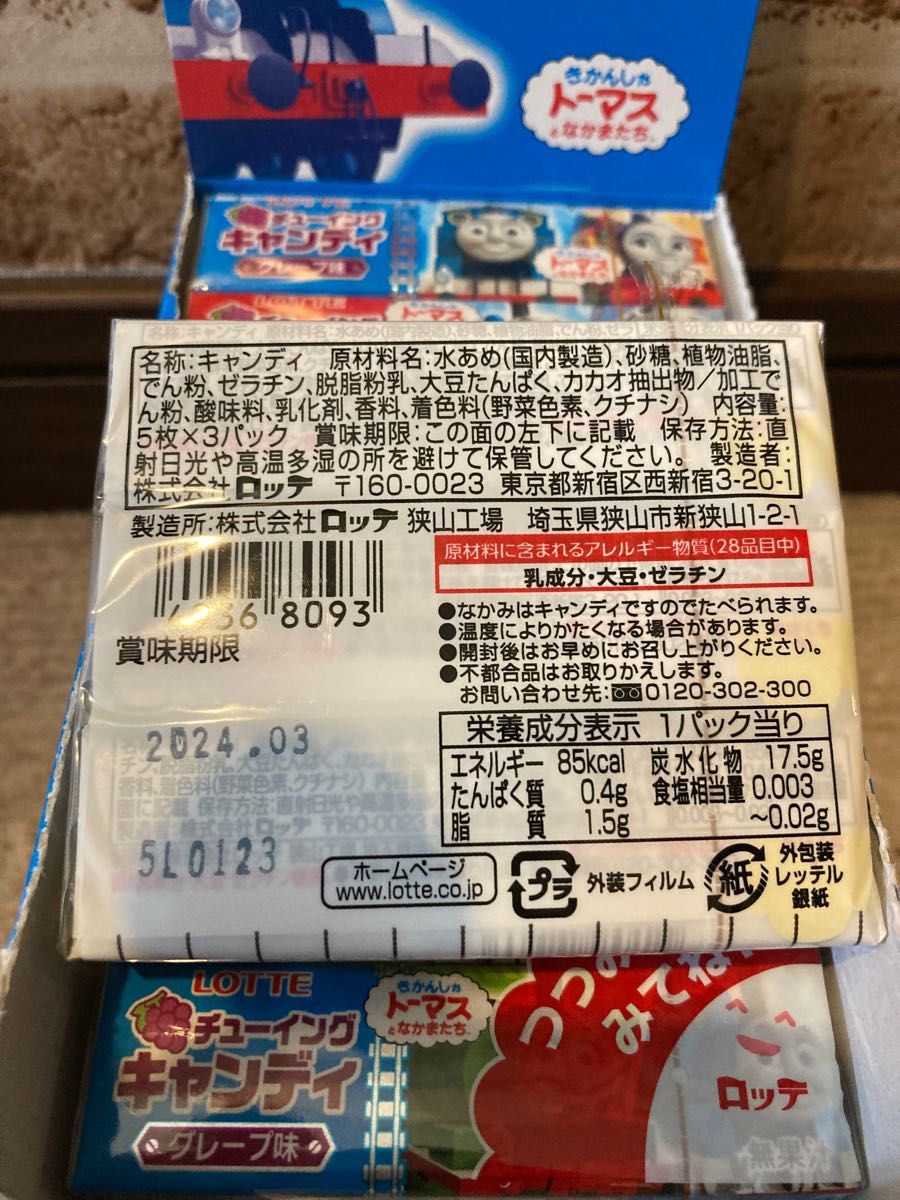 きかんしゃ
トーマス
となかまたち
チューイング
キャンディ
グレープ味
トーマス
名称:キャンディ 原材料名:水あめ(国内製造)、砂糖、植物油脂、
でん粉、ゼラチン、脱脂粉乳、大豆たんぱく、カカオ抽出物／加工で
ん粉、酸味料、乳化剤、香料、着色料(野菜色素、クチナシ) 内容量:
5枚×3パック 賞味期限:この面の左下に記載 保存方法:直
射日光や高温多湿の所を避けて保管してください。 製造者:
株式会社ロッテ 〒160-0023 東京都新宿区西新宿3-20-1
製造所:株式会社ロッテ 狭山工場 埼玉県狭山市新狭山1-2-1
原材料に含まれるアレルギー物質(28品目中)
乳成分・大豆・ゼラチン
8093
●なかみはキャンディですのでたべられます。
●温度によりかたくなる場合があります。
●開封後はお早めにお召し上がりください。
●不都合品はお取りかえします。
お問い合わせ先:0120-302-300
賞味期限
2024.03
5L0123
栄養成分表示 1パック当り
エネルギー 85kcal 炭水化物 17.5g
たんぱく質 0.4g 食塩相当量 0.003
脂質 1.5g ~0.02g
ホームページ
www.lotte.co.jp
プラ
外装フィルム
紙
外包装
レッテル
銀紙
LOTTE
チューイング
キャンディ
グレープ味
きかんしゃ
トーマス
となかまたち
みてね
ロッテ
無果汁